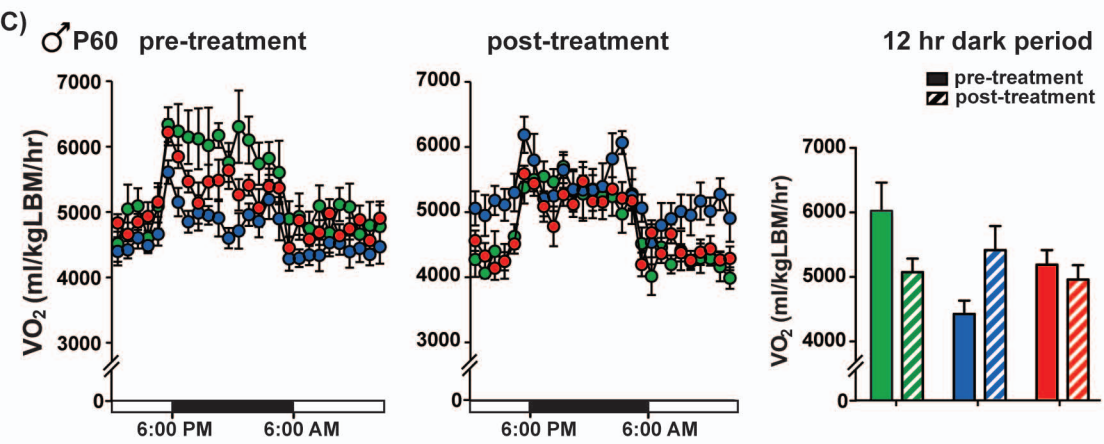 C) ♂ P60 pre-treatment post-treatment 12 hr dark period
pre-treatment
post-treatment
VO₂ (ml/kgLBM/hr)
7000
6000
5000
4000
3000
0
6:00 PM 6:00 AM
7000
6000
5000
4000
3000
0
6:00 PM 6:00 AM
VO₂ (ml/kgLBM/hr)
7000
6000
5000
4000
0